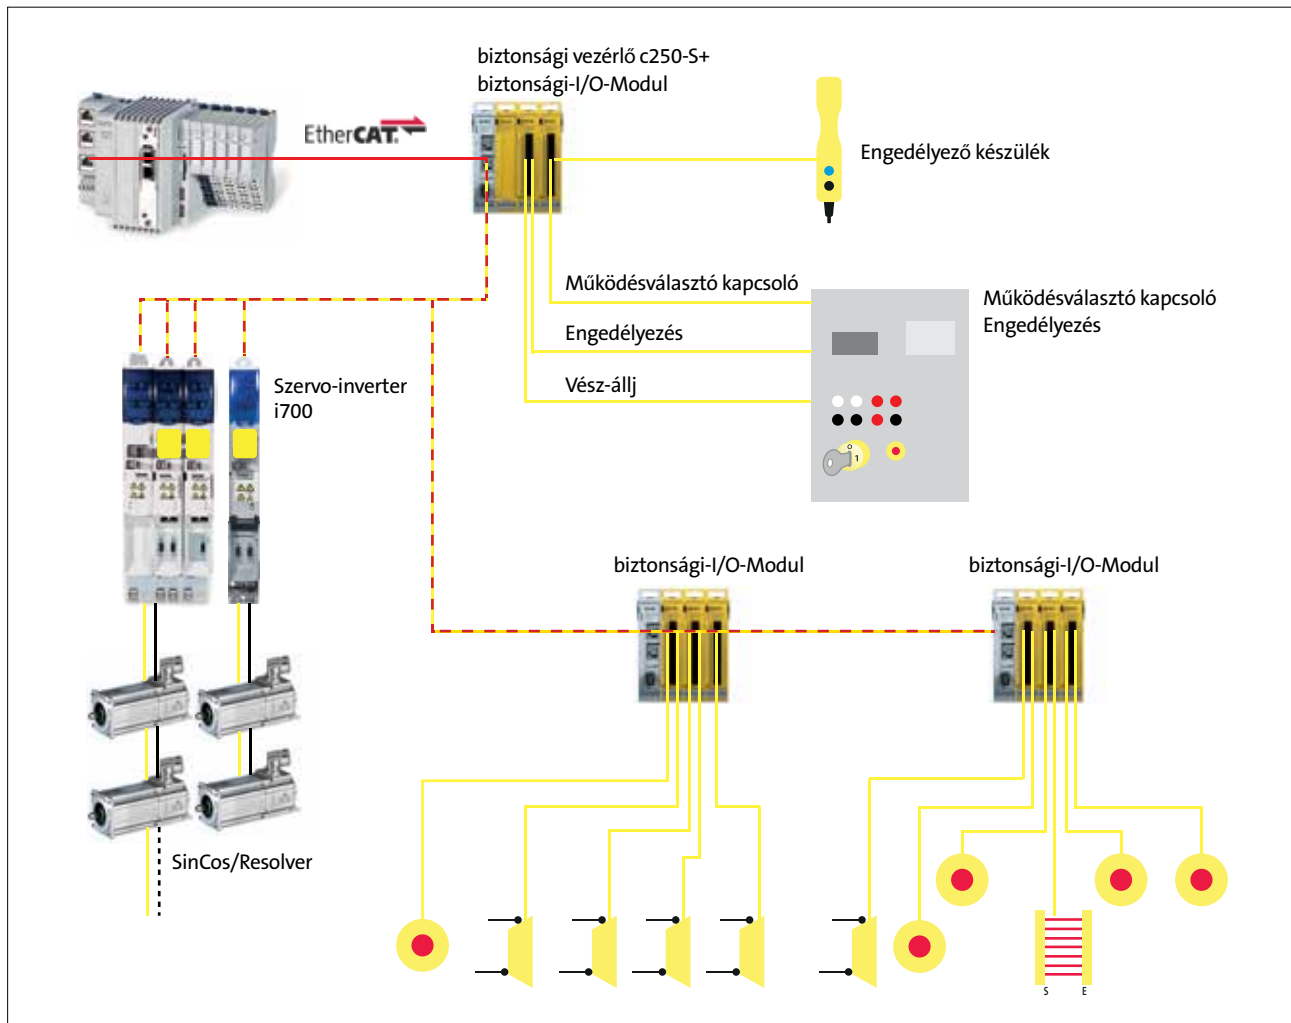 biztonsági vezérlő c250-S+
biztonsági-I/O-Modul
EtherCAT.
Engedélyező készülék
Működésválasztó kapcsoló
Engedélyezés
Vész-állj
Működésválasztó kapcsoló
Engedélyezés
O
1
Szervo-inverter
i700
biztonsági-I/O-Modul
biztonsági-I/O-Modul
SinCos/Resolver
S E